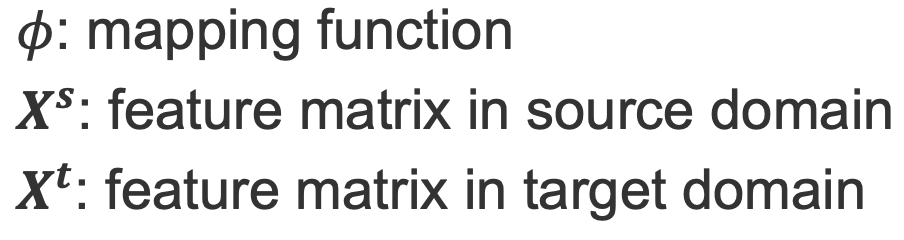 ϕ: mapping function
Xˢ: feature matrix in source domain
Xᵗ: feature matrix in target domain